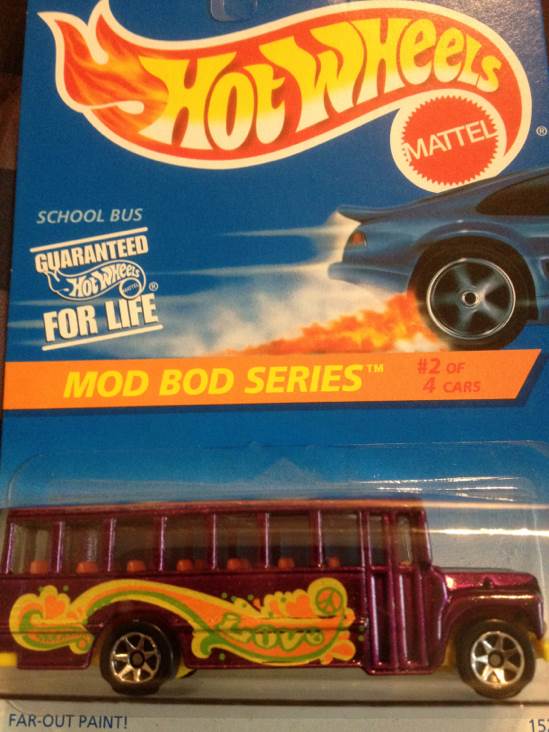 HOT WHEELS
MATTEL
®
SCHOOL BUS
GUARANTEED
HOT WHEELS
MATTEL
®
FOR LIFE
MOD BOD SERIES™
#2 OF
4 CARS
Love
FAR-OUT PAINT!